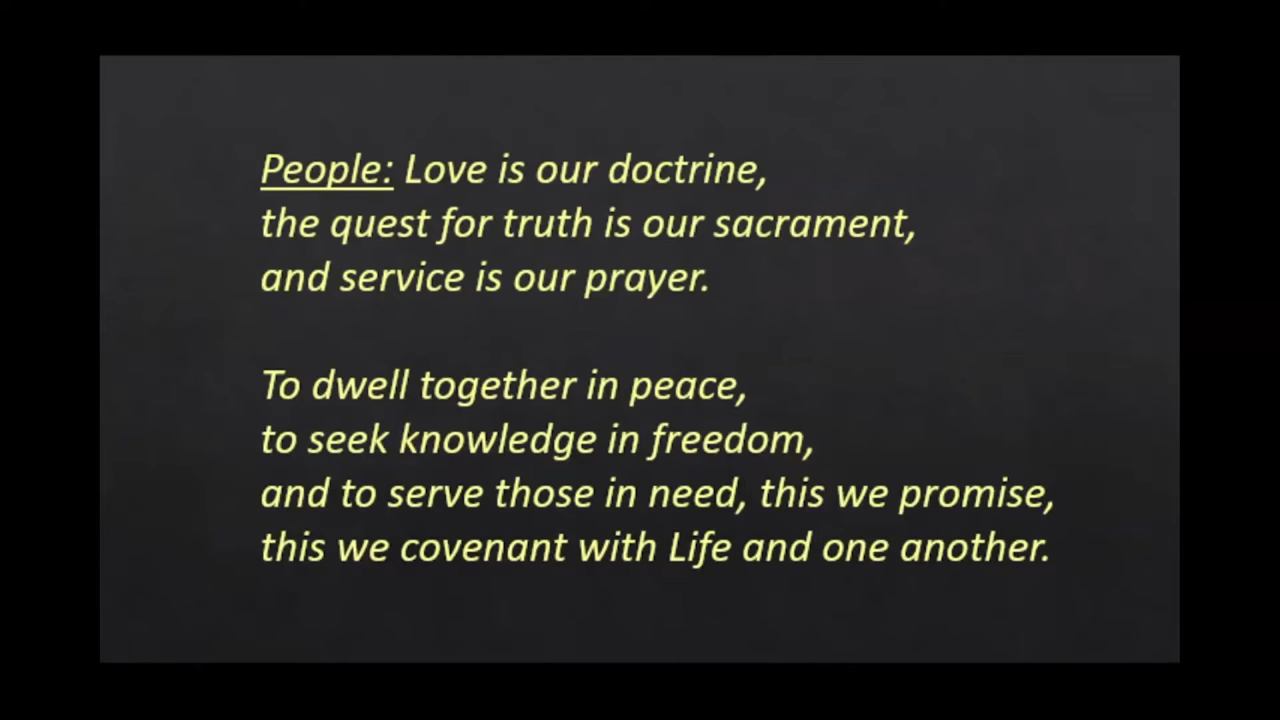 People: Love is our doctrine,
the quest for truth is our sacrament,
and service is our prayer.
To dwell together in peace,
to seek knowledge in freedom,
and to serve those in need, this we promise,
this we covenant with Life and one another.